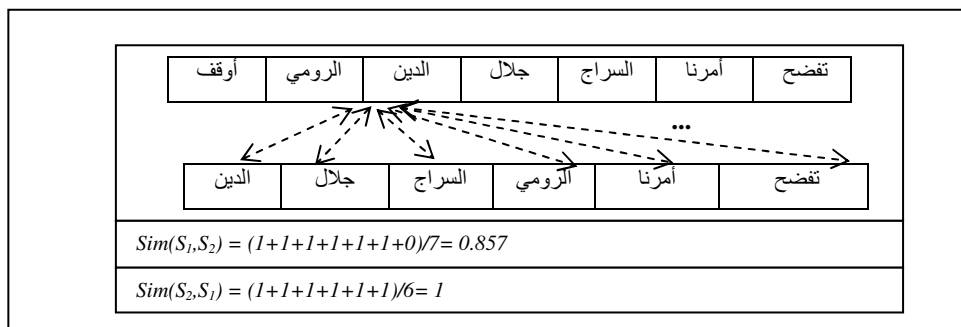 تفضح أمرنا السراج جلال الدين الرومي أوقف
...
تفضح أمرنا الرومي السراج جلال الدين
Sim(S₁,S₂) = (1+1+1+1+1+1+0)/7= 0.857
Sim(S₂,S₁) = (1+1+1+1+1+1)/6= 1